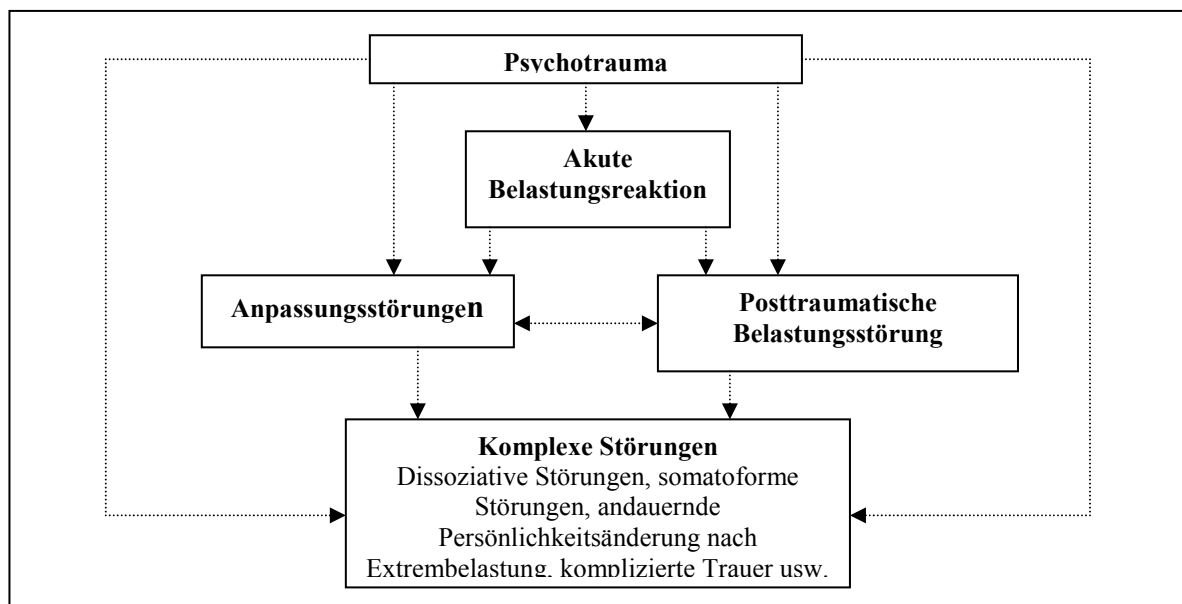 Psychotrauma
Akute
Belastungsreaktion
Anpassungsstörungen
Posttraumatische
Belastungsstörung
Komplexe Störungen
Dissoziative Störungen, somatoforme
Störungen, andauernde
Persönlichkeitsänderung nach
Extrembelastung, komplizierte Trauer usw.